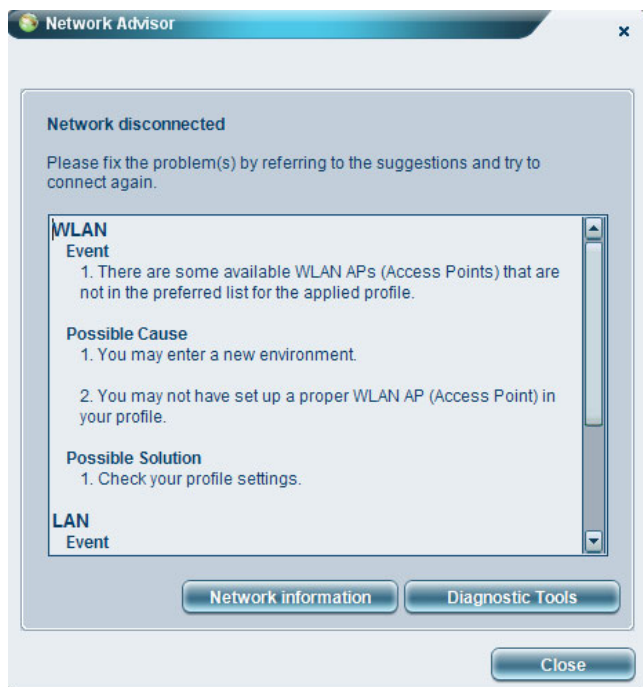 Network Advisor
Network disconnected
Please fix the problem(s) by referring to the suggestions and try to
connect again.
WLAN
Event
1. There are some available WLAN APs (Access Points) that are
not in the preferred list for the applied profile.
Possible Cause
1. You may enter a new environment.
2. You may not have set up a proper WLAN AP (Access Point) in
your profile.
Possible Solution
1. Check your profile settings.
LAN
Event
Network information
Diagnostic Tools
Close